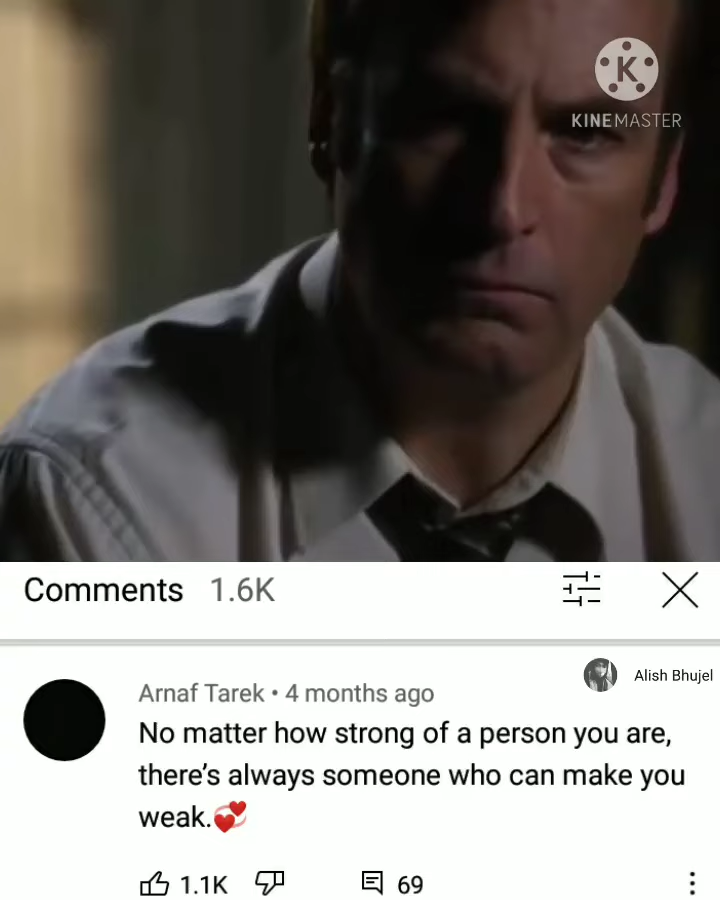 K
KINEMASTER
Comments 1.6K
Alish Bhujel
Arnaf Tarek • 4 months ago
No matter how strong of a person you are,
there's always someone who can make you
weak.💞
1.1K 69